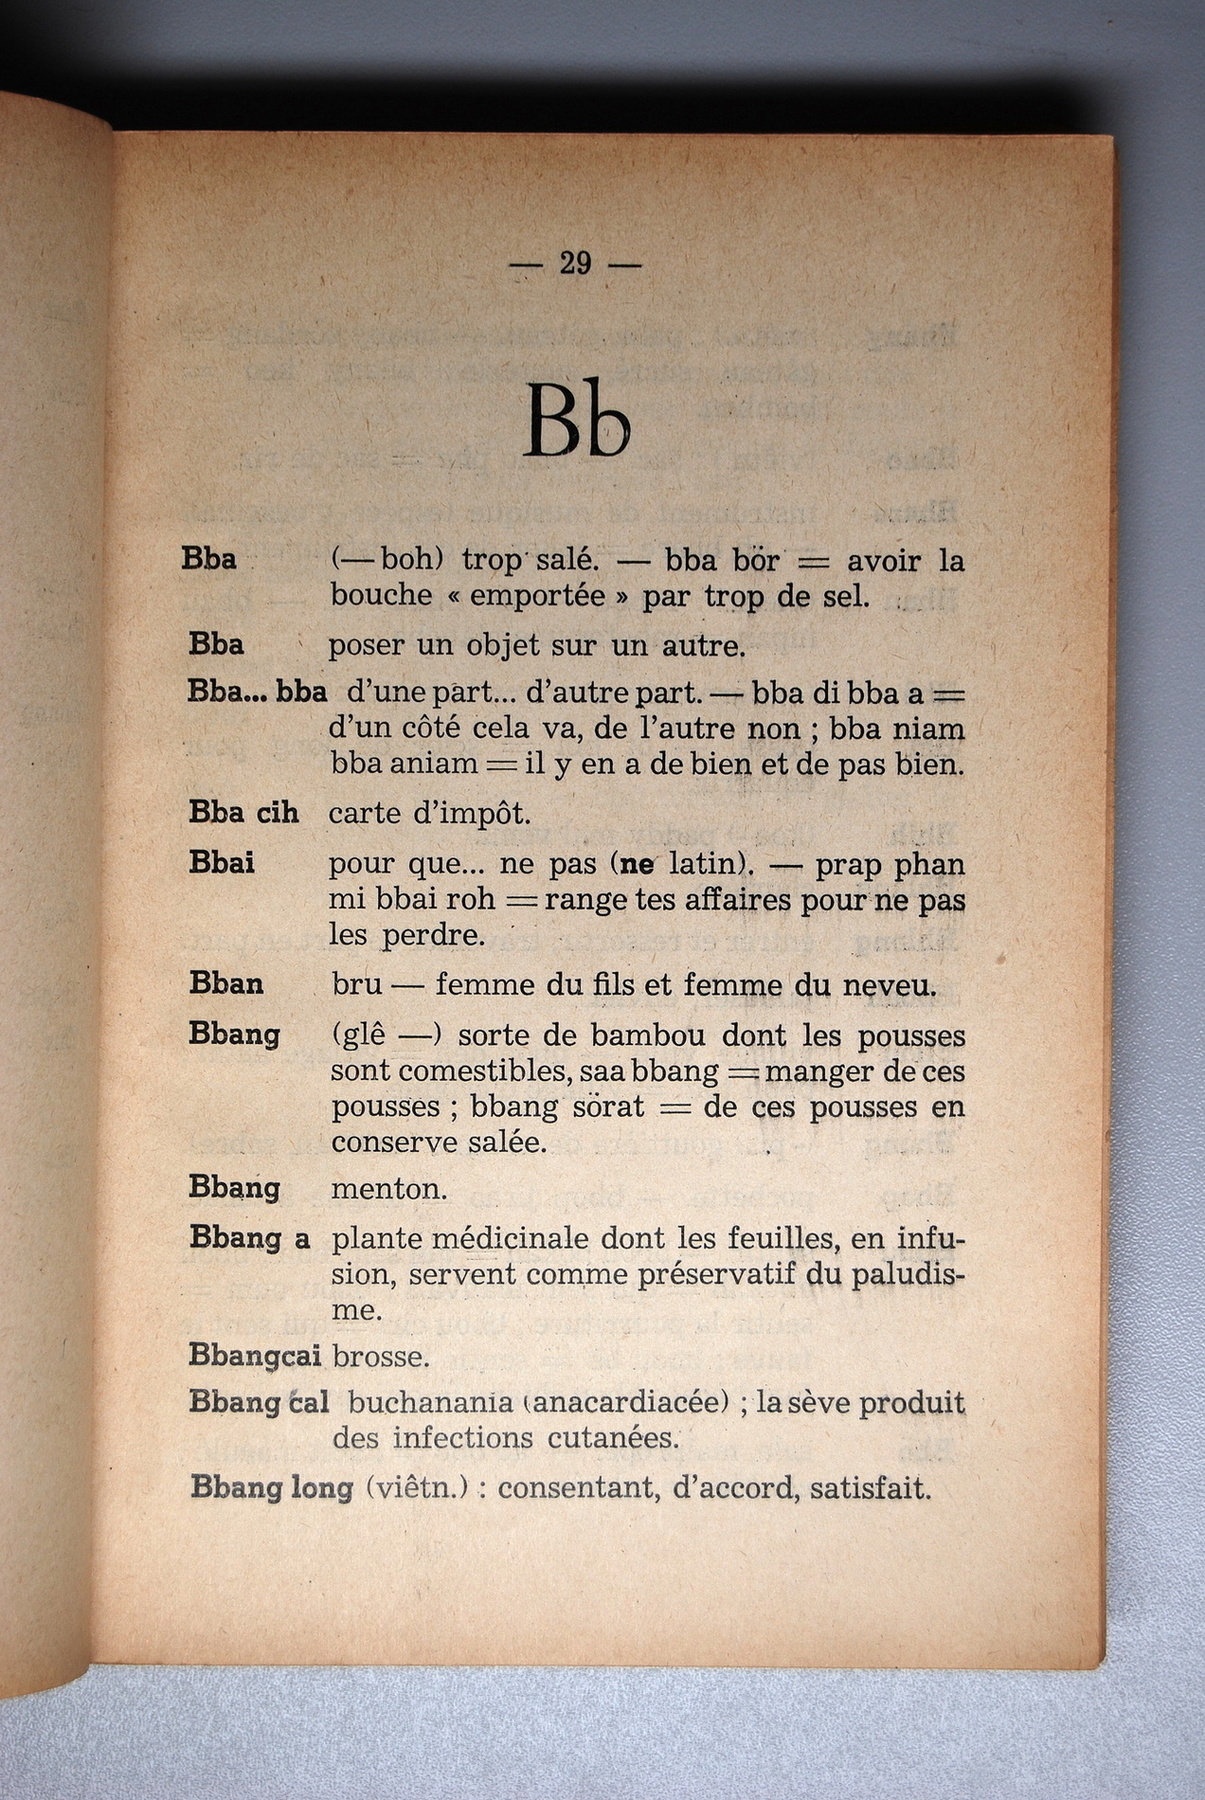 — 29 —
Bb
Bba (— boh) trop salé. — bba bör = avoir la
bouche « emportée » par trop de sel.
Bba poser un objet sur un autre.
Bba... bba d'une part... d'autre part. — bba di bba a =
d'un côté cela va, de l'autre non ; bba niam
bba aniam = il y en a de bien et de pas bien.
Bba cih carte d'impôt.
Bbai pour que... ne pas (ne latin). — prap phan
mi bbai roh = range tes affaires pour ne pas
les perdre.
Bban bru — femme du fils et femme du neveu.
Bbang (glê —) sorte de bambou dont les pousses
sont comestibles, saa bbang = manger de ces
pousses ; bbang sörat = de ces pousses en
conserve salée.
Bbang menton.
Bbang a plante médicinale dont les feuilles, en infu-
sion, servent comme préservatif du paludis-
me.
Bbangcai brosse.
Bbang cal buchanania (anacardiacée) ; la sève produit
des infections cutanées.
Bbang long (viêtn.) : consentant, d'accord, satisfait.